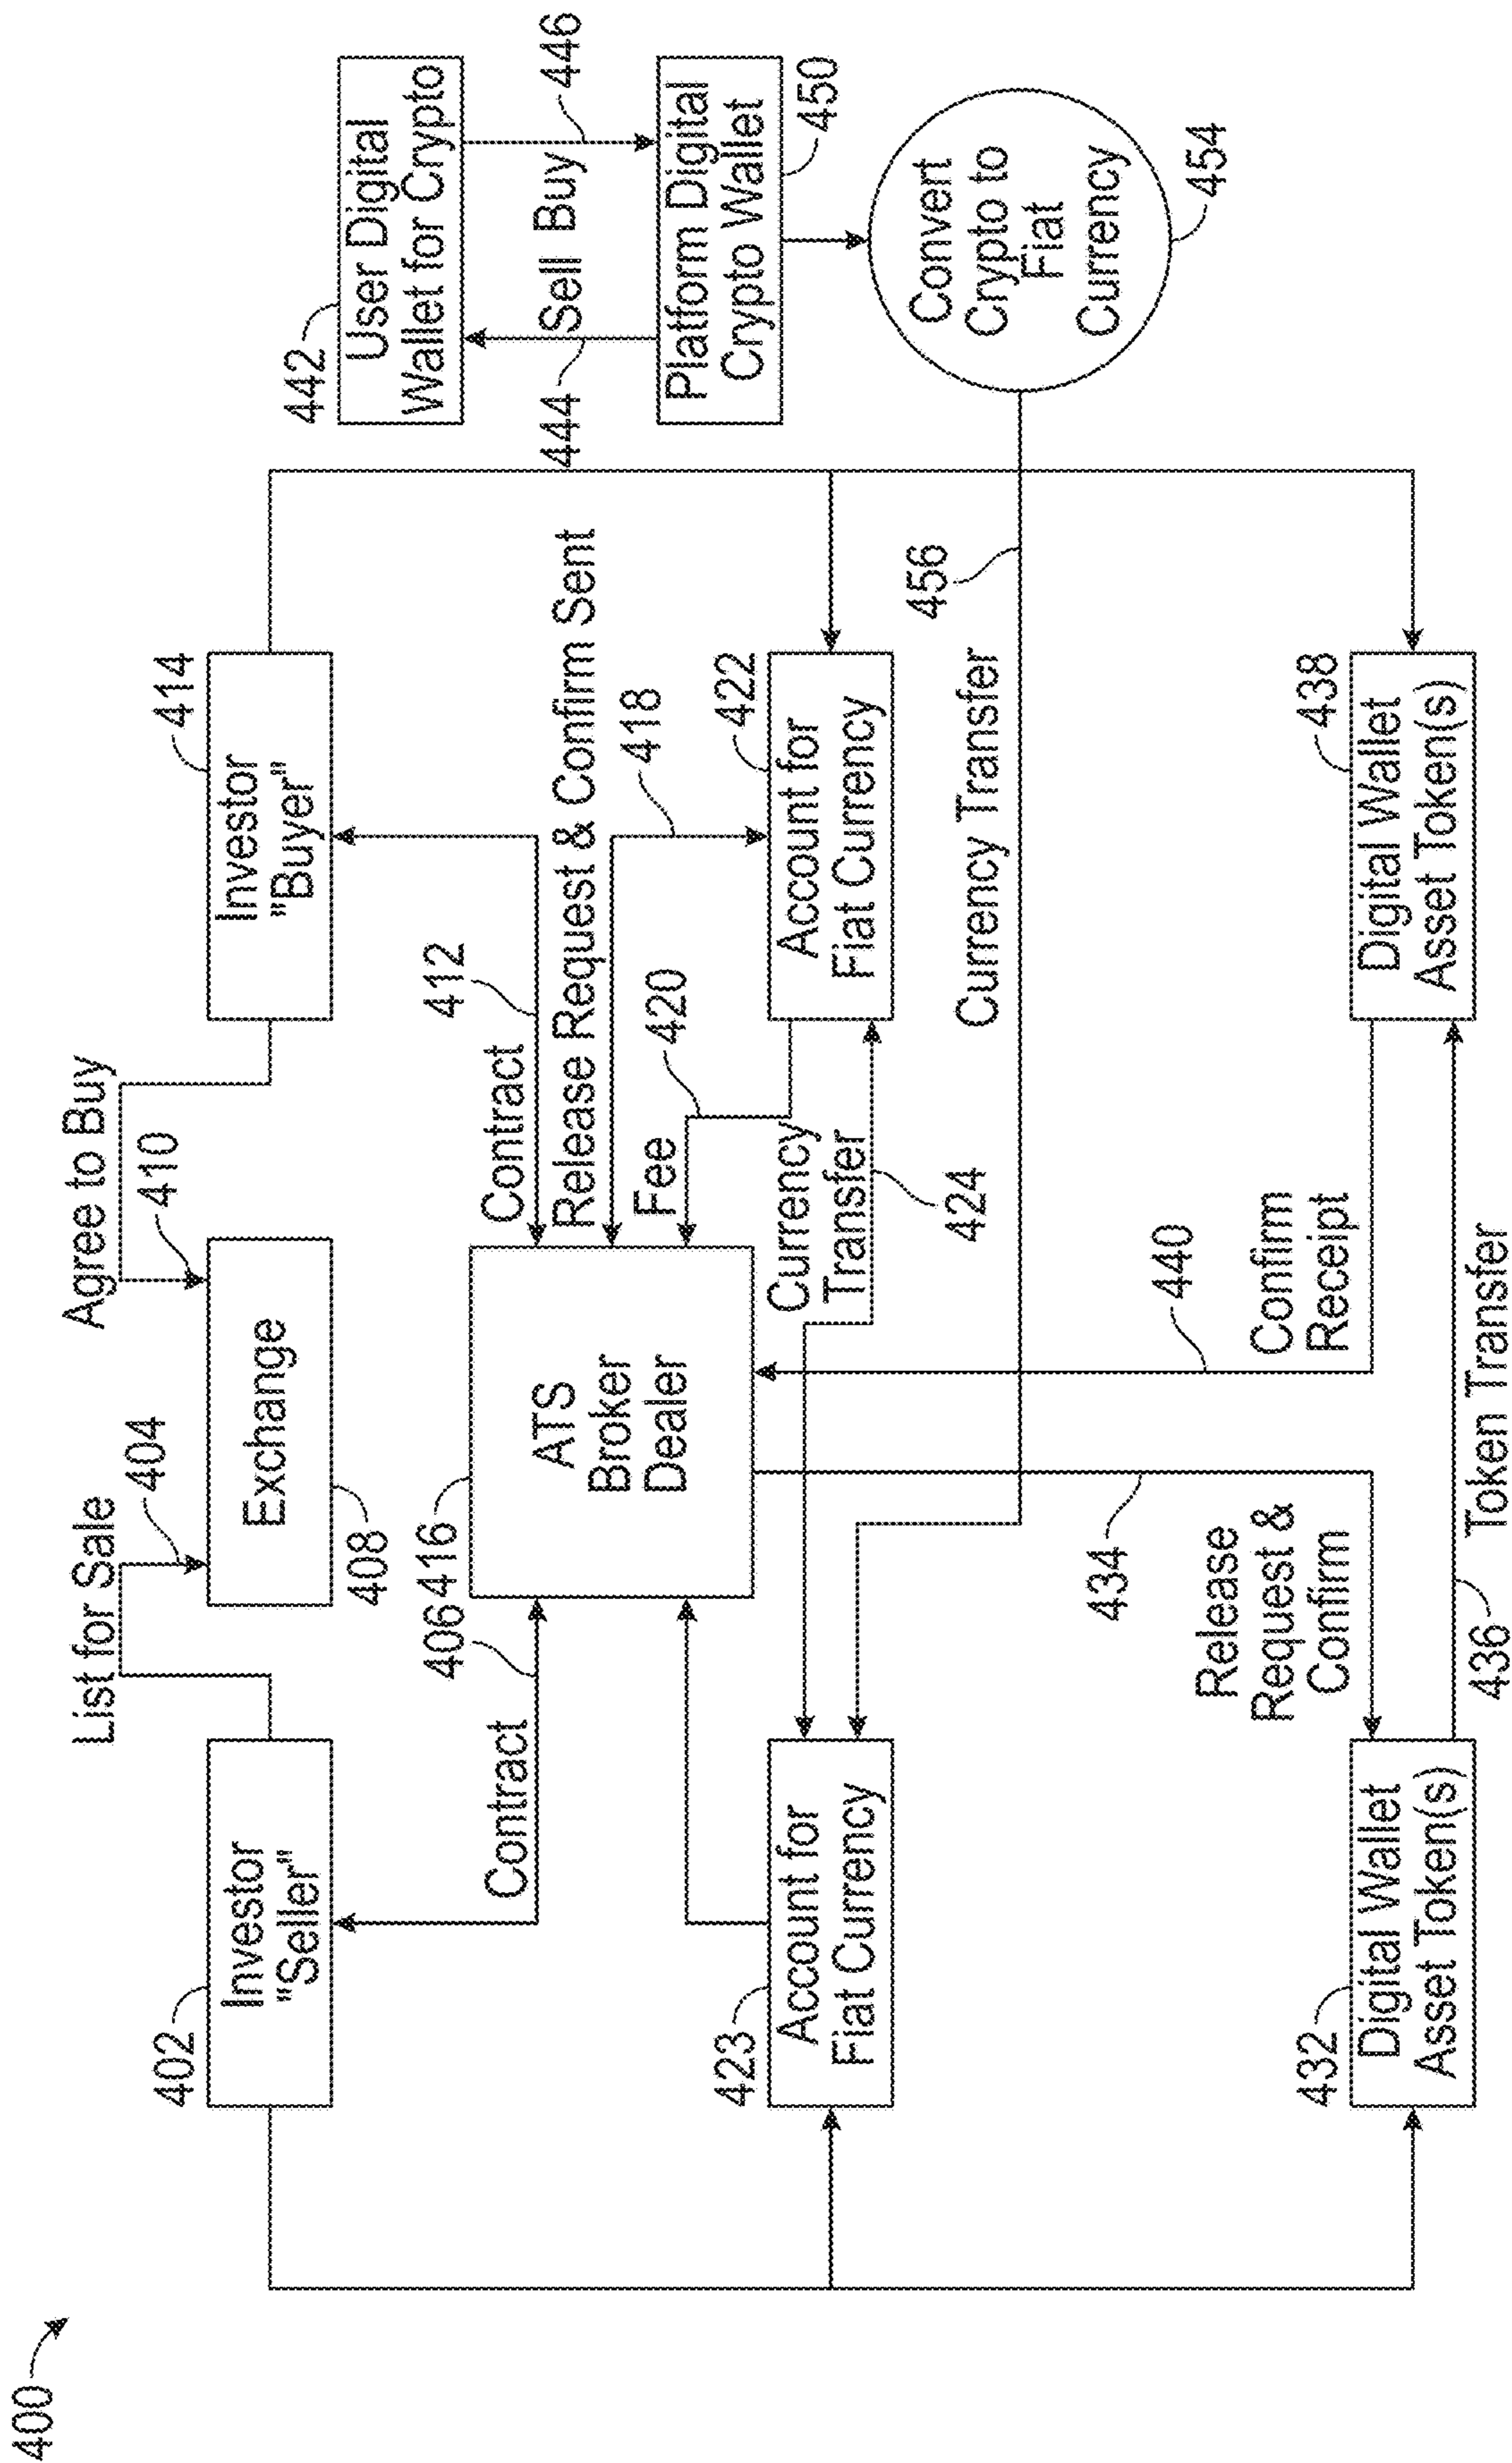 400
List for Sale
404
Agree to Buy
410
402
Investor
"Seller"
Exchange
408
414
Investor
"Buyer"
442
User Digital
Wallet for Crypto
444
Sell
Buy
446
Contract
406
416
ATS
Broker
Dealer
Contract
412
Release Request & Confirm Sent
418
Fee
420
Platform Digital
Crypto Wallet
450
423
Account for
Fiat Currency
Currency
Transfer
424
422
Account for
Fiat Currency
Convert
Crypto to
Fiat
Currency
454
Currency Transfer
456
434
Release
Request &
Confirm
440
Confirm
Receipt
432
Digital Wallet
Asset Token(s)
436
Token Transfer
438
Digital Wallet
Asset Token(s)